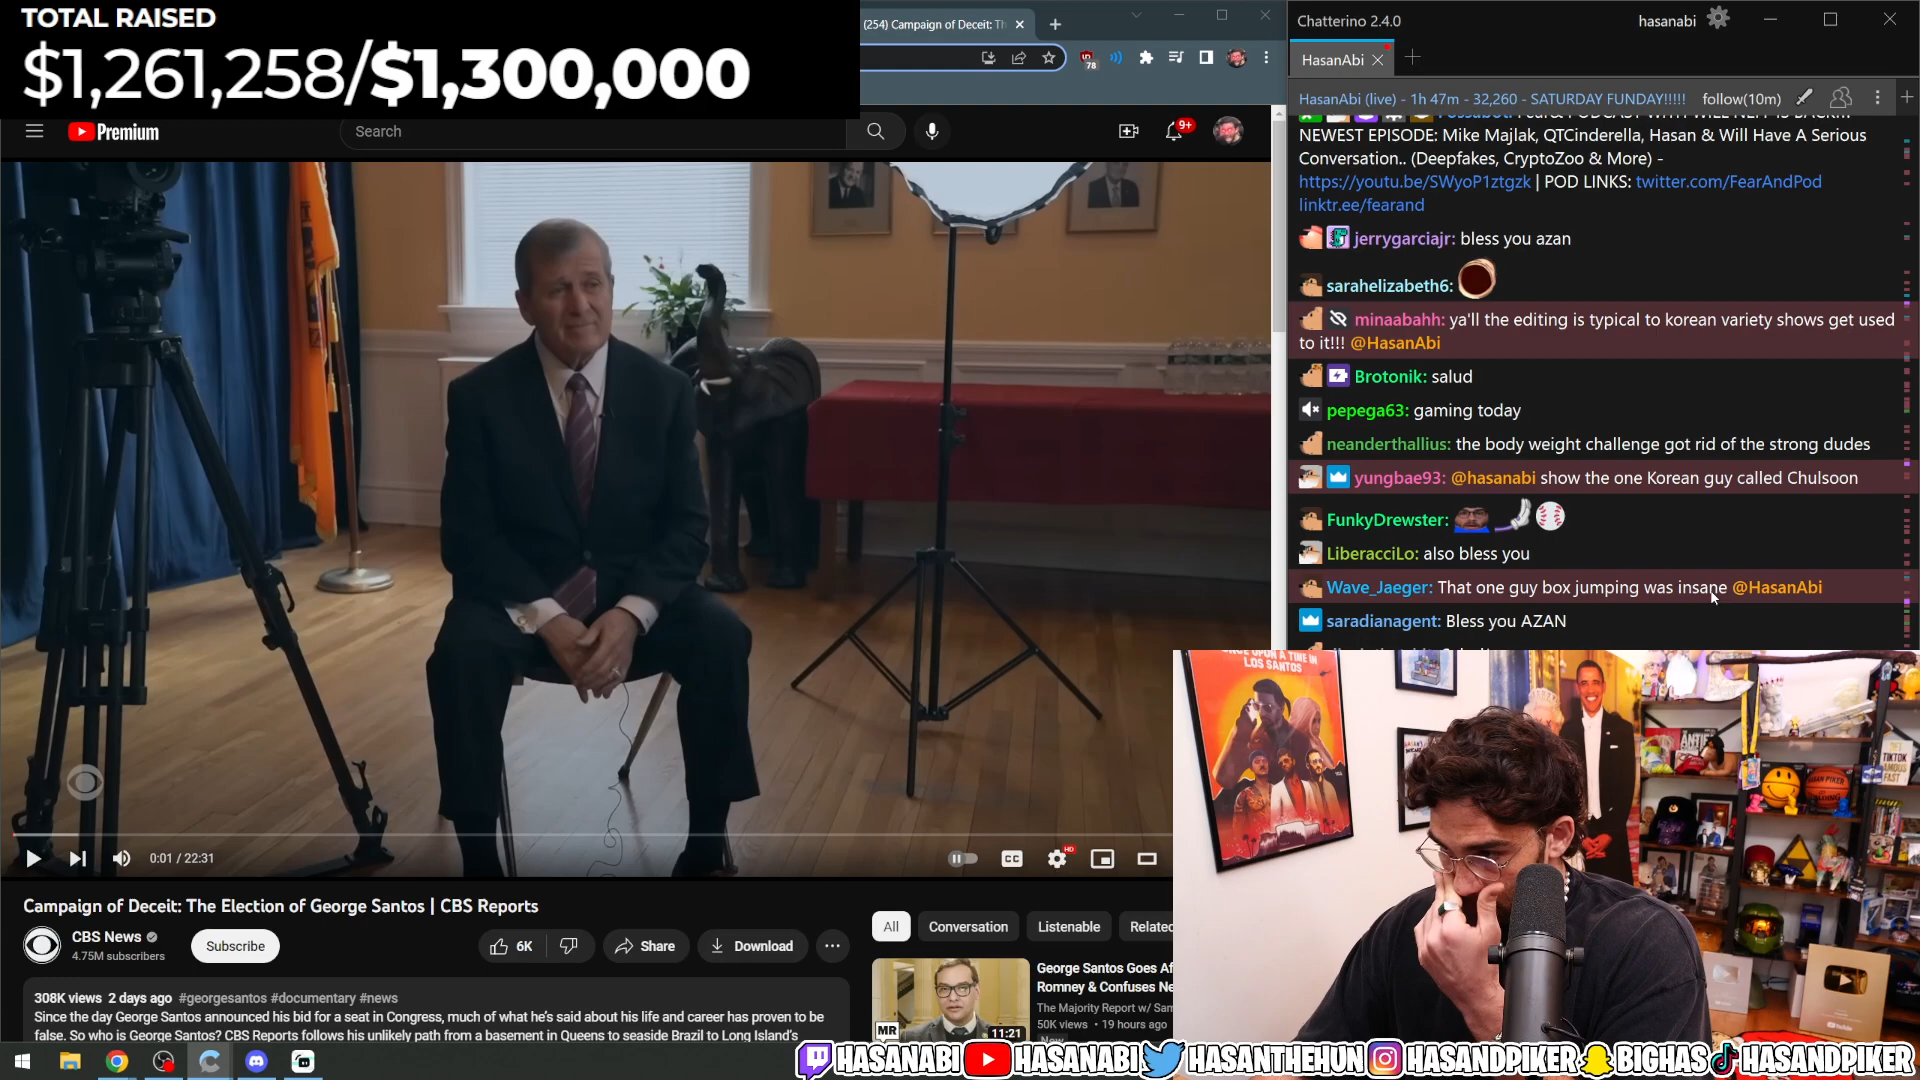 TOTAL RAISED
$1,261,258/$1,300,000
(254) Campaign of Deceit: Th
78
Premium
Search
9+
0:01 / 22:31
CC
HD
Campaign of Deceit: The Election of George Santos | CBS Reports
CBS News
4.75M subscribers
Subscribe
6K
Share
Download
308K views 2 days ago #georgesantos #documentary #news
Since the day George Santos announced his bid for a seat in Congress, much of what he's said about his life and career has proven to be
false. So who is George Santos? CBS Reports follows his unlikely path from a basement in Queens to seaside Brazil to Long Island's
All
Conversation
Listenable
Related
George Santos Goes Af
Romney & Confuses Ne
The Majority Report w/ Sam
50K views • 19 hours ago
New
MR
11:21
Chatterino 2.4.0
hasanabi
HasanAbi
HasanAbi (live) - 1h 47m - 32,260 - SATURDAY FUNDAY!!!!!
follow(10m)
NEWEST EPISODE: Mike Majlak, QTCinderella, Hasan & Will Have A Serious
Conversation.. (Deepfakes, CryptoZoo & More) -
https://youtu.be/SWyoP1ztgzk | POD LINKS: twitter.com/FearAndPod
linktr.ee/fearand
jerrygarciajr: bless you azan
sarahelizabeth6:
minaabahh: ya'll the editing is typical to korean variety shows get used
to it!!! @HasanAbi
Brotonik: salud
pepega63: gaming today
neanderthallius: the body weight challenge got rid of the strong dudes
yungbae93: @hasanabi show the one Korean guy called Chulsoon
FunkyDrewster:
LiberacciLo: also bless you
Wave_Jaeger: That one guy box jumping was insane @HasanAbi
saradianagent: Bless you AZAN
ONCE UPON A TIME IN
LOS SANTOS
HASAN PIKER
HASANABI
HASANABI
HASANTHEHUN
HASANDPIKER
BIGHAS
HASANDPIKER